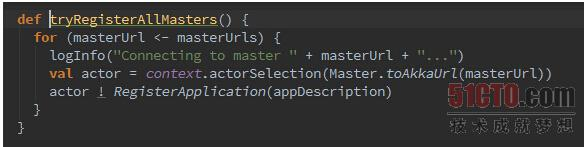 def tryRegisterAllMasters() {
  for (masterUrl <- masterUrls) {
    logInfo("Connecting to master " + masterUrl + "...")
    val actor = context.actorSelection(Master.toAkkaUrl(masterUrl))
    actor ! RegisterApplication(appDescription)
  }
}
51CTO.com
技术成就梦想